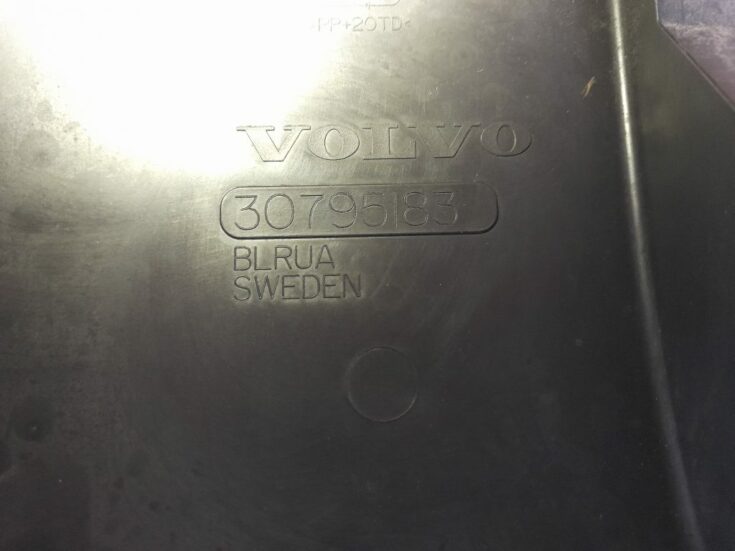 >PP+20TD<
VOLVO
30795183
BLRUA
SWEDEN